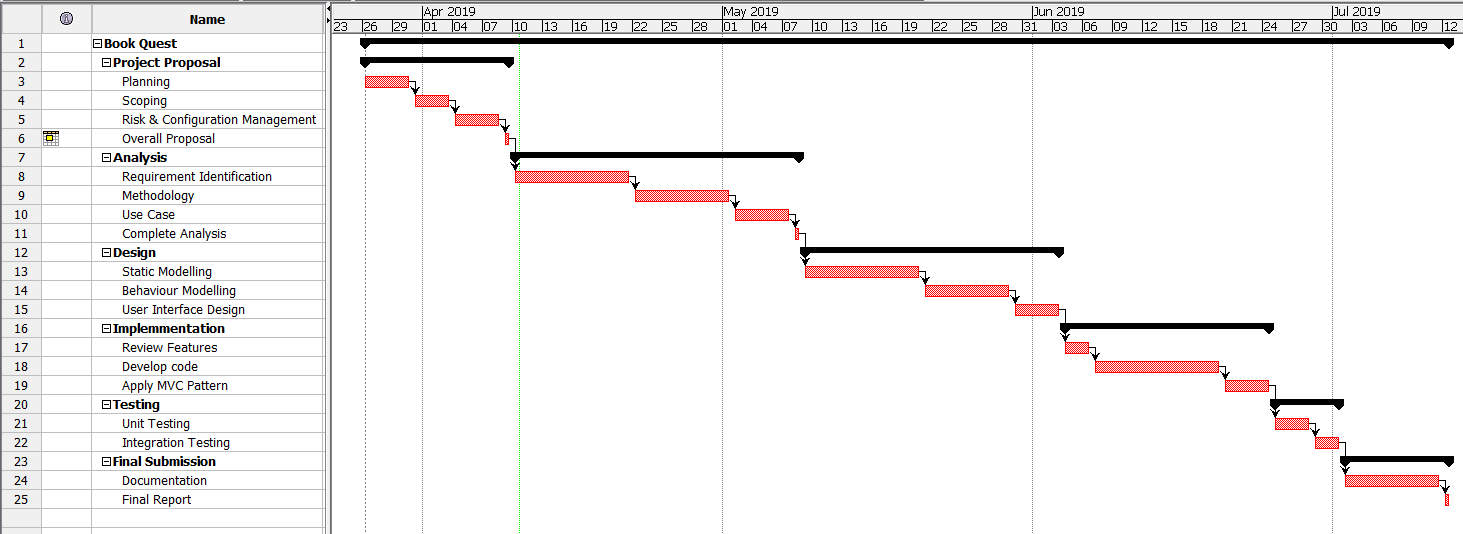 Name
Apr 2019 May 2019 Jun 2019 Jul 2019
23 26 29 01 04 07 10 13 16 19 22 25 28 01 04 07 10 13 16 19 22 25 28 31 03 06 09 12 15 18 21 24 27 30 03 06 09 12
1 Book Quest
2 Project Proposal
3 Planning
4 Scoping
5 Risk & Configuration Management
6 Overall Proposal
7 Analysis
8 Requirement Identification
9 Methodology
10 Use Case
11 Complete Analysis
12 Design
13 Static Modelling
14 Behaviour Modelling
15 User Interface Design
16 Implemmentation
17 Review Features
18 Develop code
19 Apply MVC Pattern
20 Testing
21 Unit Testing
22 Integration Testing
23 Final Submission
24 Documentation
25 Final Report